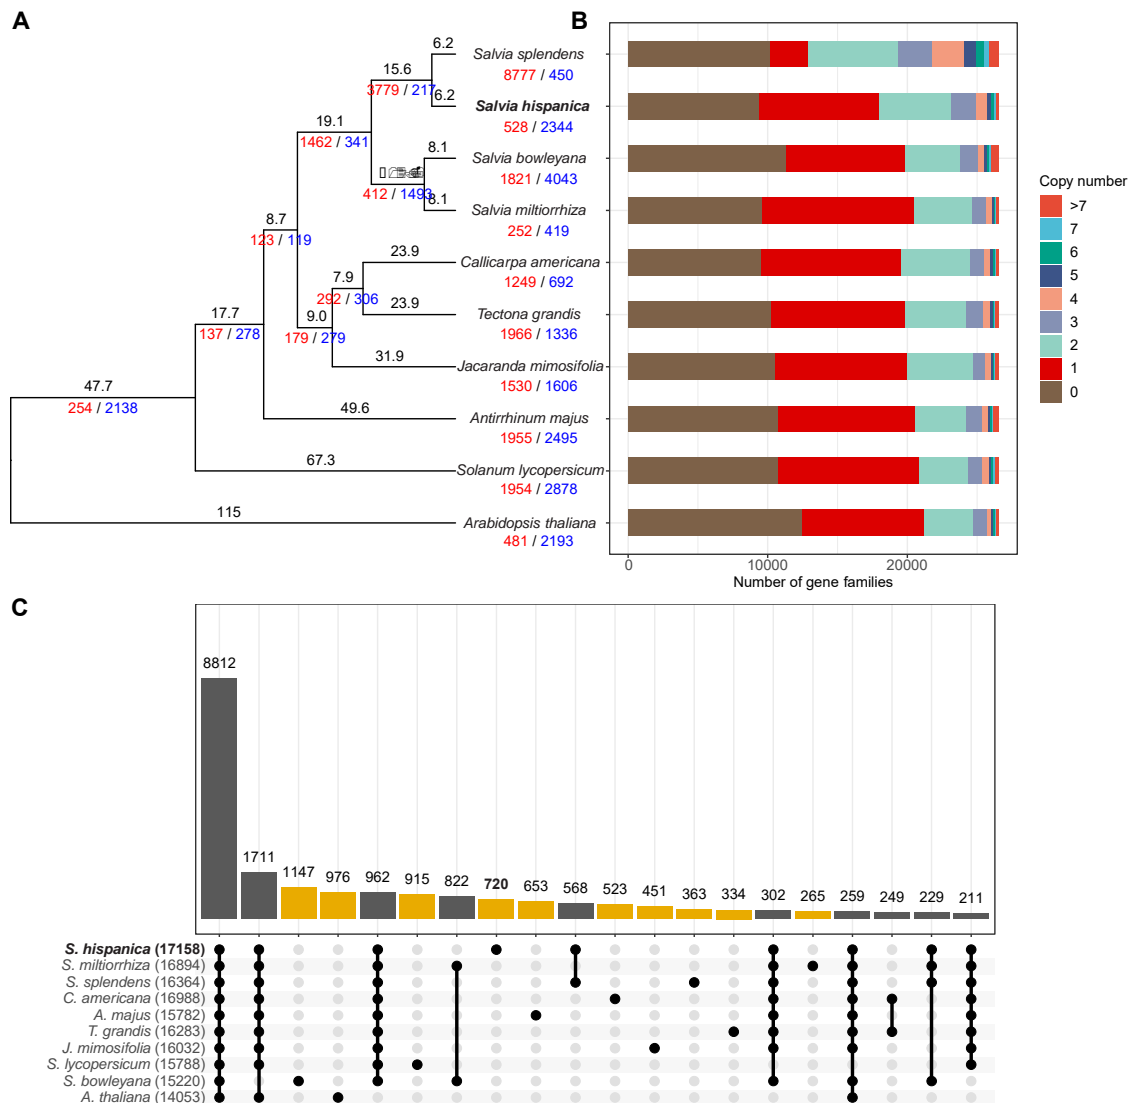 A
6.2
Salvia splendens
8777 / 450
15.6
3779 / 217
6.2
Salvia hispanica
528 / 2344
19.1
1462 / 341
8.1
Salvia bowleyana
1821 / 4043
412 / 1493
8.1
Salvia miltiorrhiza
252 / 419
8.7
123 / 119
23.9
Callicarpa americana
1249 / 692
7.9
292 / 306
23.9
Tectona grandis
1966 / 1336
9.0
179 / 279
31.9
Jacaranda mimosifolia
1530 / 1606
17.7
137 / 278
49.6
Antirrhinum majus
1955 / 2495
47.7
254 / 2138
67.3
Solanum lycopersicum
1954 / 2878
115
Arabidopsis thaliana
481 / 2193
B
0 10000 20000
Number of gene families
Copy number
>7
7
6
5
4
3
2
1
0
C
8812 1711 1147 976 962 915 822 720 653 568 523 451 363 334 302 265 259 249 229 211
S. hispanica (17158)
S. miltiorrhiza (16894)
S. splendens (16364)
C. americana (16988)
A. majus (15782)
T. grandis (16283)
J. mimosifolia (16032)
S. lycopersicum (15788)
S. bowleyana (15220)
A. thaliana (14053)